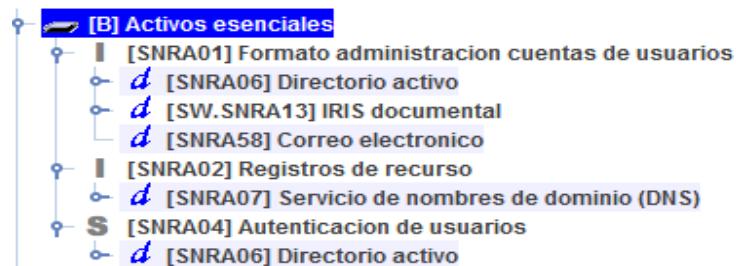 [B] Activos esenciales
I [SNRA01] Formato administracion cuentas de usuarios
d [SNRA06] Directorio activo
d [SW.SNRA13] IRIS documental
d [SNRA58] Correo electronico
I [SNRA02] Registros de recurso
d [SNRA07] Servicio de nombres de dominio (DNS)
S [SNRA04] Autenticacion de usuarios
d [SNRA06] Directorio activo